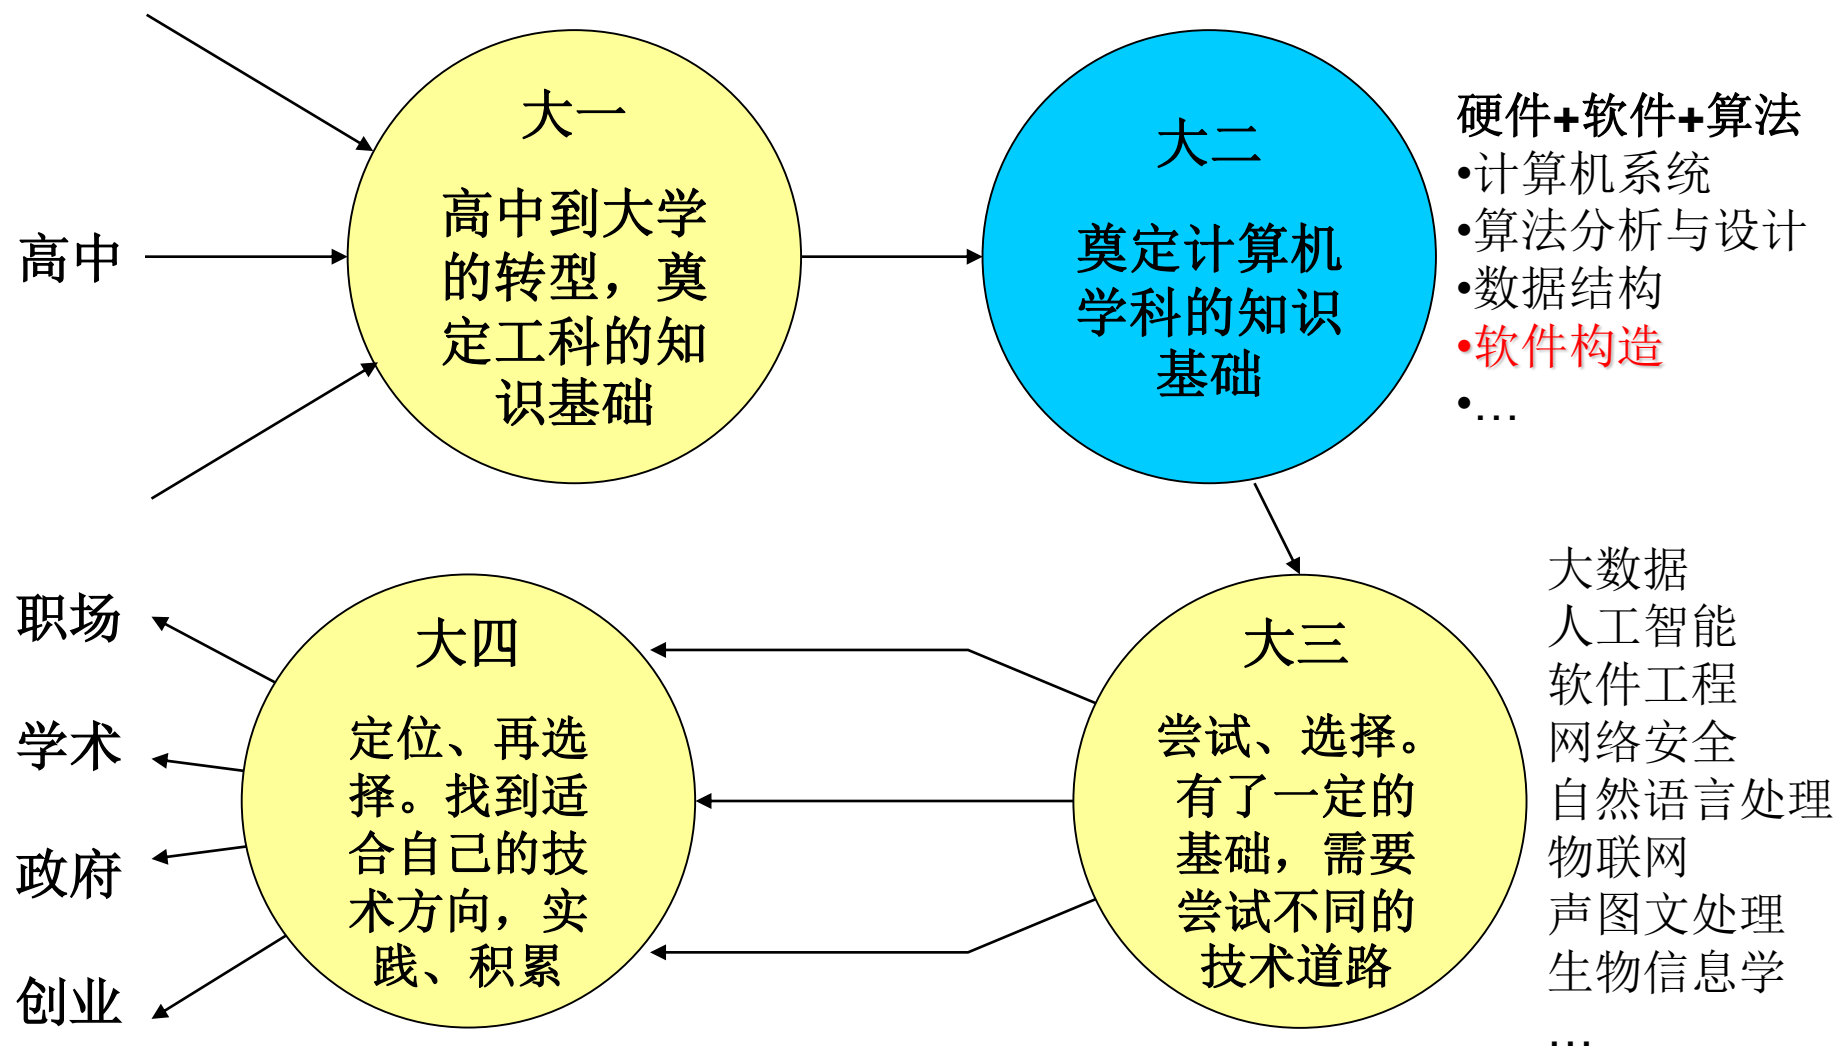 高中
大一
高中到大学
的转型，奠
定工科的知
识基础
大二
奠定计算机
学科的知识
基础
硬件+软件+算法
•计算机系统
•算法分析与设计
•数据结构
•软件构造
•…
大三
尝试、选择。
有了一定的
基础，需要
尝试不同的
技术道路
大数据
人工智能
软件工程
网络安全
自然语言处理
物联网
声图文处理
生物信息学
…
大四
定位、再选
择。找到适
合自己的技
术方向，实
践、积累
职场
学术
政府
创业